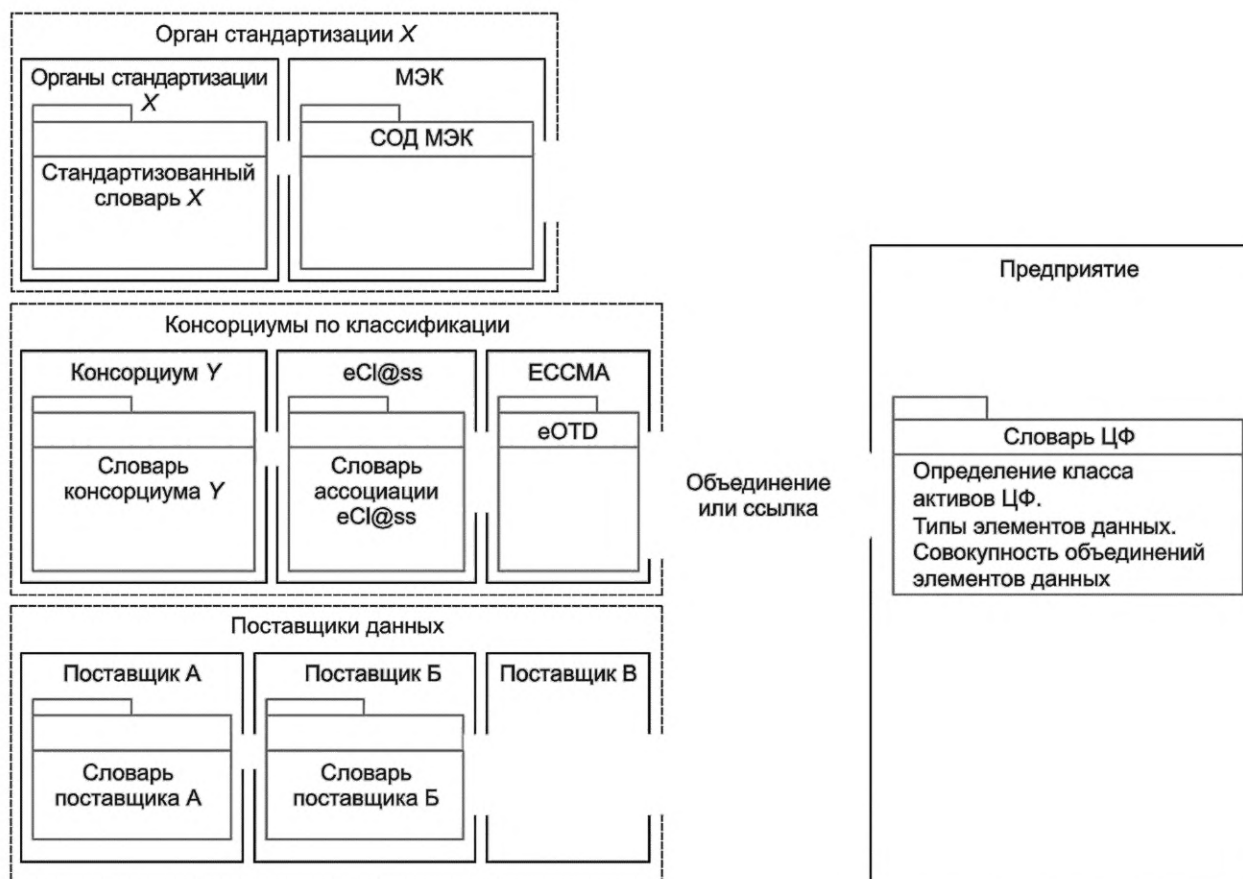 Орган стандартизации X
Органы стандартизации
X
Стандартизованный
словарь X
МЭК
СОД МЭК
Консорциумы по классификации
Консорциум Y
Словарь
консорциума Y
eCl@ss
Словарь
ассоциации
eCl@ss
ECCMA
eOTD
Поставщики данных
Поставщик А
Словарь
поставщика А
Поставщик Б
Словарь
поставщика Б
Поставщик В
Объединение
или ссылка
Предприятие
Словарь ЦФ
Определение класса
активов ЦФ.
Типы элементов данных.
Совокупность объединений
элементов данных